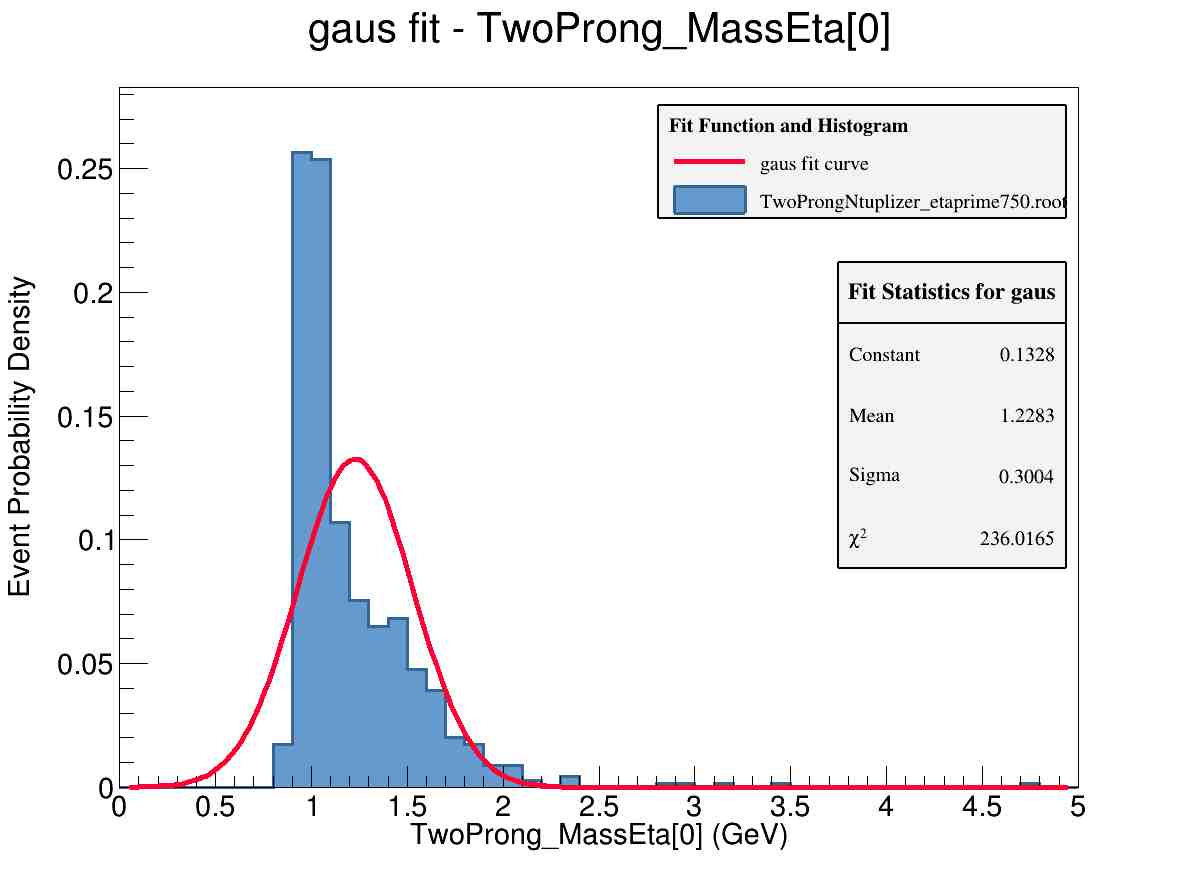 gaus fit - TwoProng_MassEta[0]
Fit Function and Histogram
gaus fit curve
TwoProngNtuplizer_etaprime750.root
Fit Statistics for gaus
Constant 0.1328
Mean 1.2283
Sigma 0.3004
χ² 236.0165
Event Probability Density
0.25
0.2
0.15
0.1
0.05
0
0 0.5 1 1.5 2 2.5 3 3.5 4 4.5 5
TwoProng_MassEta[0] (GeV)